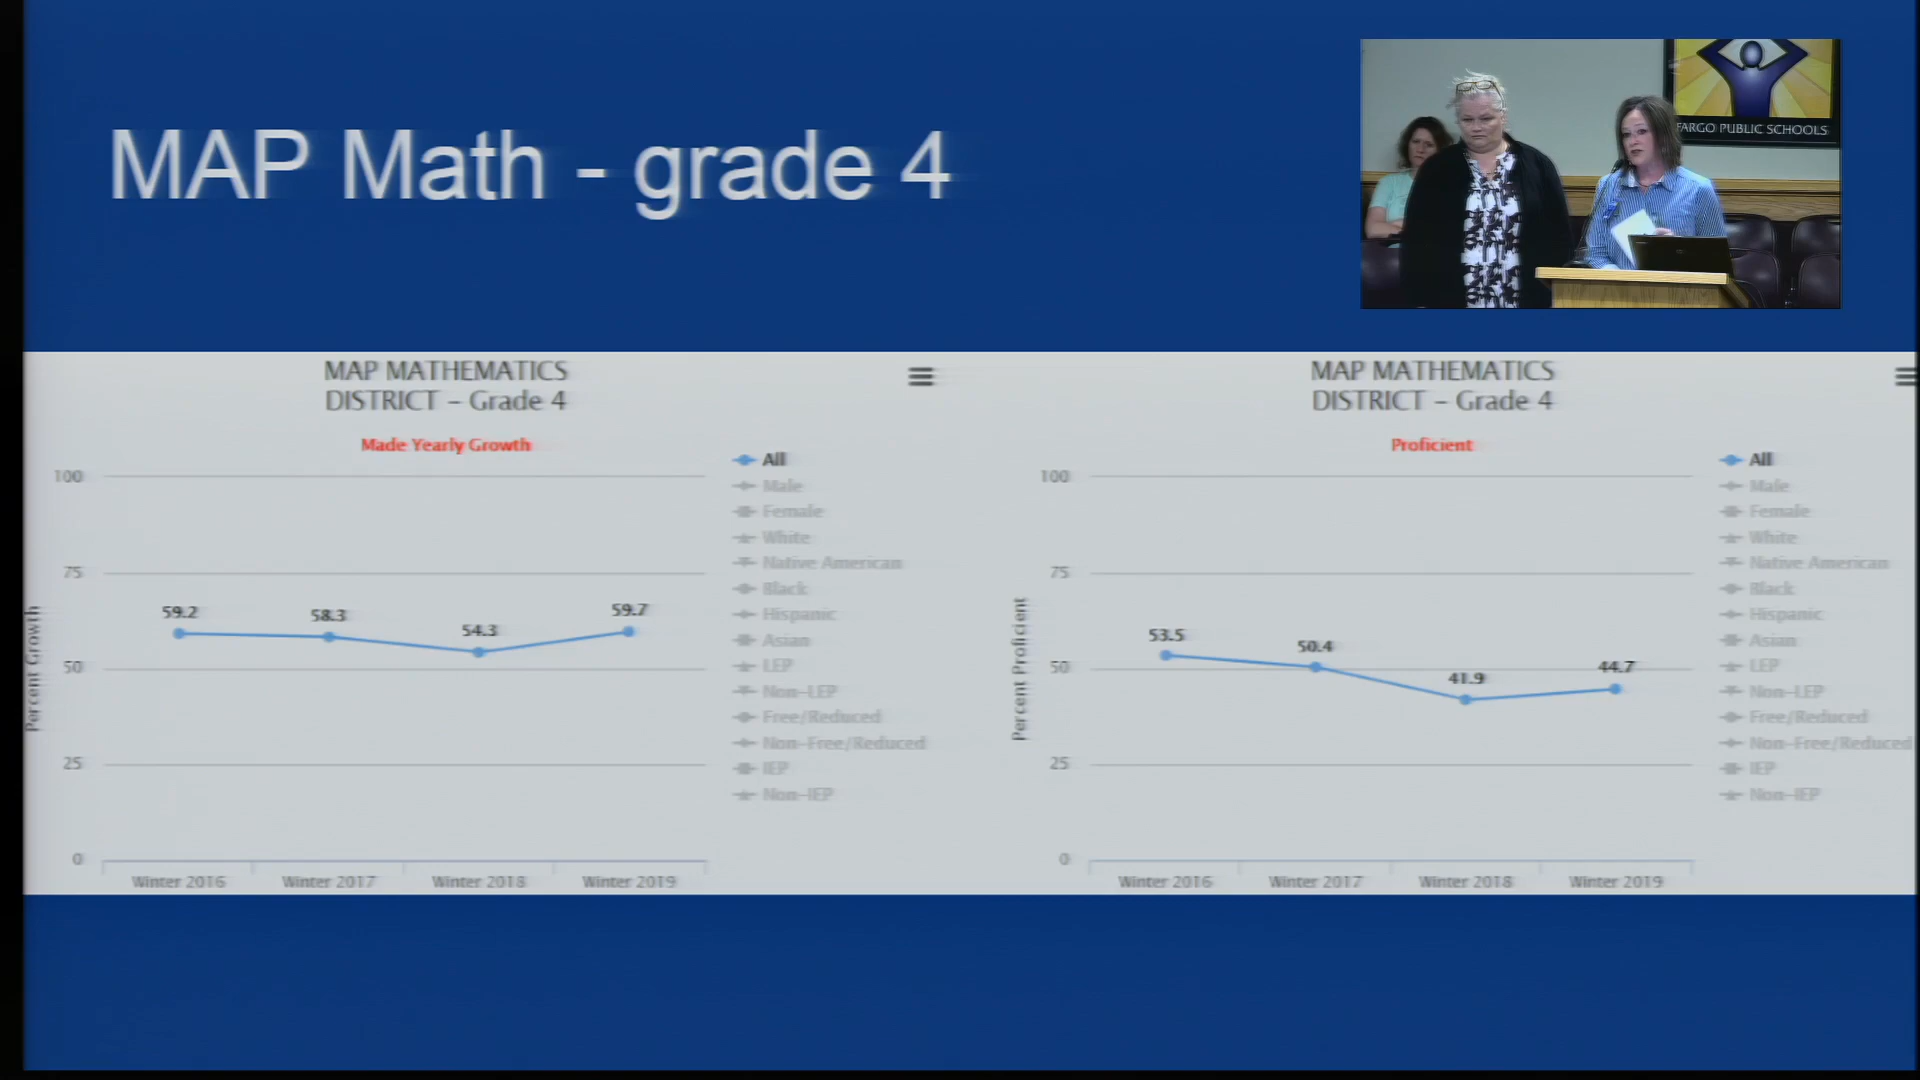 MAP Math - grade 4
FARGO PUBLIC SCHOOLS
MAP MATHEMATICS
DISTRICT – Grade 4
Made Yearly Growth
100
75
50
25
0
Percent Growth
59.2
58.3
54.3
59.7
Winter 2016
Winter 2017
Winter 2018
Winter 2019
All
Male
Female
White
Native American
Black
Hispanic
Asian
LEP
Non-LEP
Free/Reduced
Non-Free/Reduced
IEP
Non-IEP
MAP MATHEMATICS
DISTRICT – Grade 4
Proficient
100
75
50
25
0
Percent Proficient
53.5
50.4
41.9
44.7
Winter 2016
Winter 2017
Winter 2018
Winter 2019
All
Male
Female
White
Native American
Black
Hispanic
Asian
LEP
Non-LEP
Free/Reduced
Non-Free/Reduced
IEP
Non-IEP